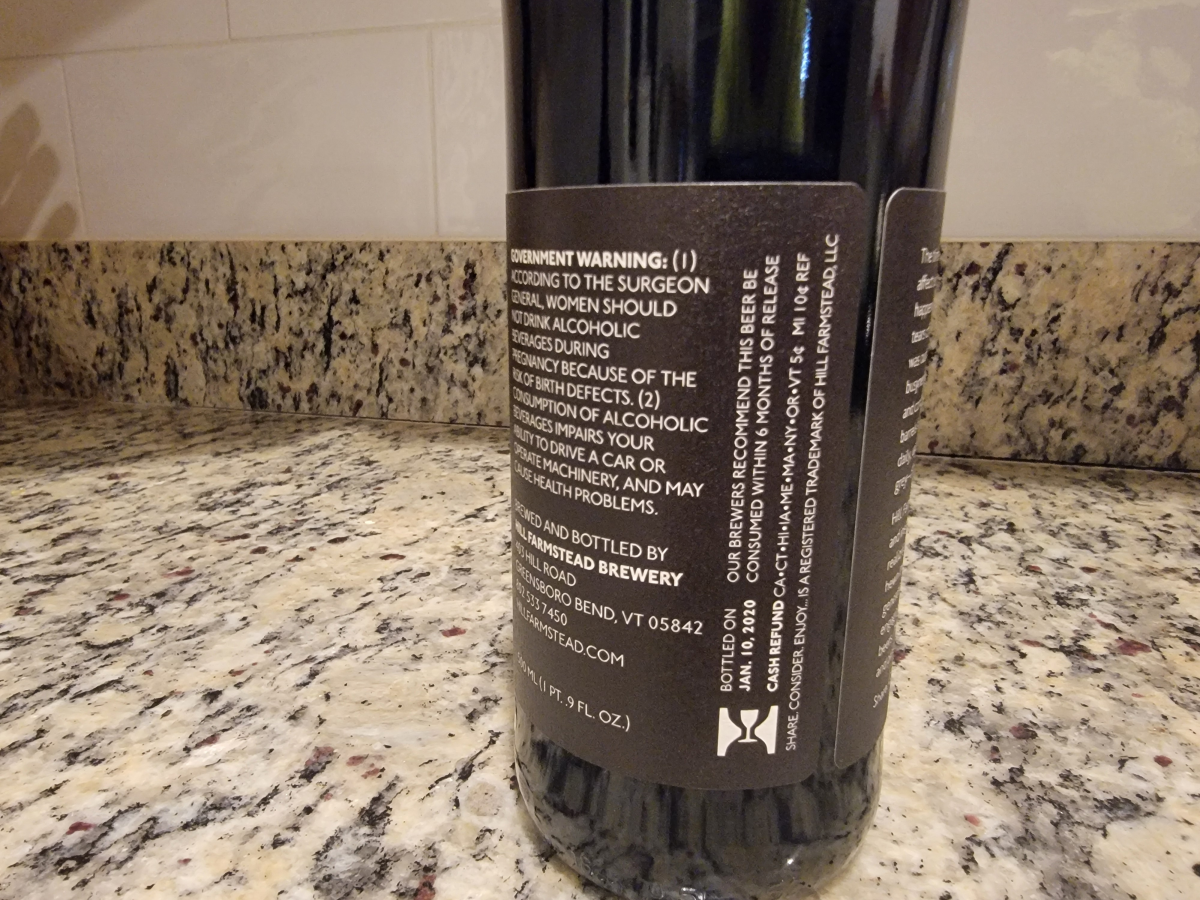 GOVERNMENT WARNING: (1)
ACCORDING TO THE SURGEON
GENERAL, WOMEN SHOULD
NOT DRINK ALCOHOLIC
BEVERAGES DURING
PREGNANCY BECAUSE OF THE
RISK OF BIRTH DEFECTS. (2)
CONSUMPTION OF ALCOHOLIC
BEVERAGES IMPAIRS YOUR
ABILITY TO DRIVE A CAR OR
OPERATE MACHINERY, AND MAY
CAUSE HEALTH PROBLEMS.
BREWED AND BOTTLED BY
HILL FARMSTEAD BREWERY
HILL ROAD
GREENSBORO BEND, VT 05842
802 533 7450
HILLFARMSTEAD.COM
ML (1 PT. .9 FL. OZ.)
BOTTLED ON
JAN. 10, 2020
OUR BREWERS RECOMMEND THIS BEER BE
CONSUMED WITHIN 6 MONTHS OF RELEASE
CASH REFUND CA•CT•HI•IA•ME•MA•NY•OR•VT 5¢ MI 10¢ REF
SHARE. CONSIDER. ENJOY... IS A REGISTERED TRADEMARK OF HILL FARMSTEAD, LLC